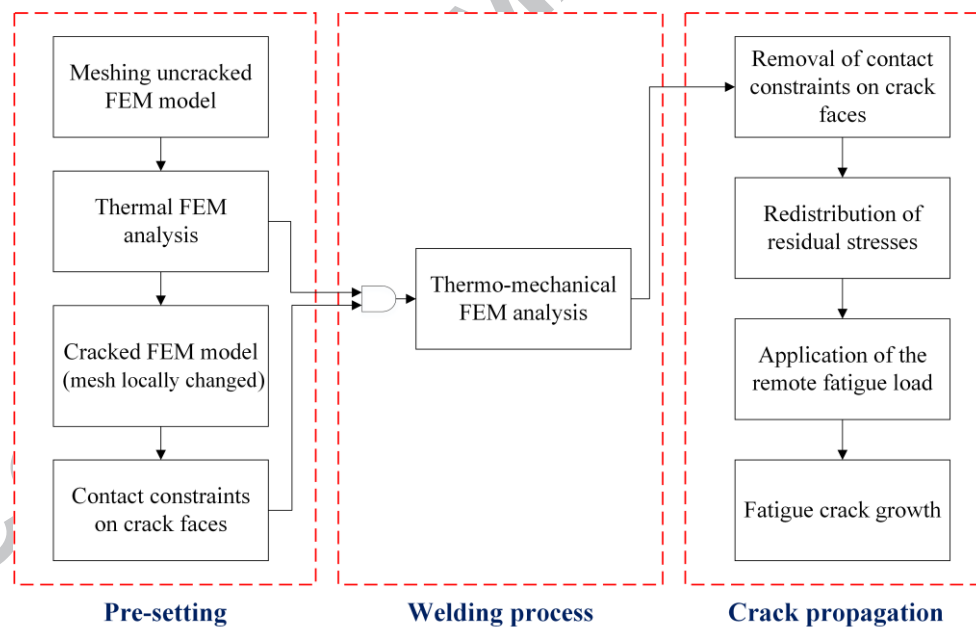 Meshing uncracked
FEM model
Thermal FEM
analysis
Cracked FEM model
(mesh locally changed)
Contact constraints
on crack faces
Pre-setting
Thermo-mechanical
FEM analysis
Welding process
Removal of contact
constraints on crack
faces
Redistribution of
residual stresses
Application of the
remote fatigue load
Fatigue crack growth
Crack propagation